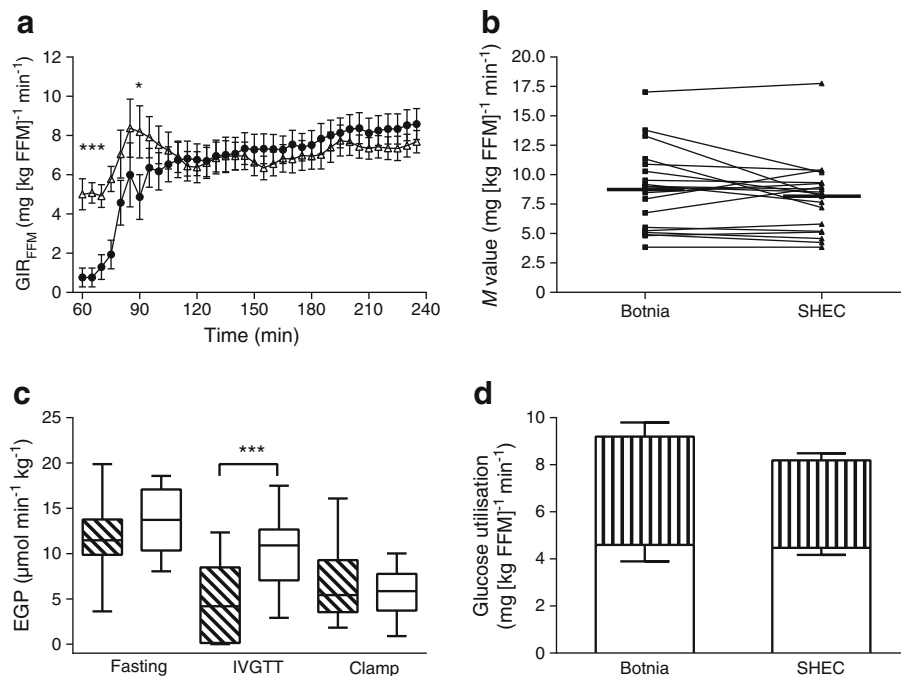 a
12
10
8
6
4
2
0
GIR_FFM (mg [kg FFM]⁻¹ min⁻¹)
***
*
60 90 120 150 180 210 240
Time (min)
b
20.0
17.5
15.0
12.5
10.0
7.5
5.0
2.5
0
M value (mg [kg FFM]⁻¹ min⁻¹)
Botnia SHEC
c
25
20
15
10
5
0
EGP (µmol min⁻¹ kg⁻¹)
***
Fasting IVGTT Clamp
d
10
8
6
4
2
0
Glucose utilisation
(mg [kg FFM]⁻¹ min⁻¹)
Botnia SHEC